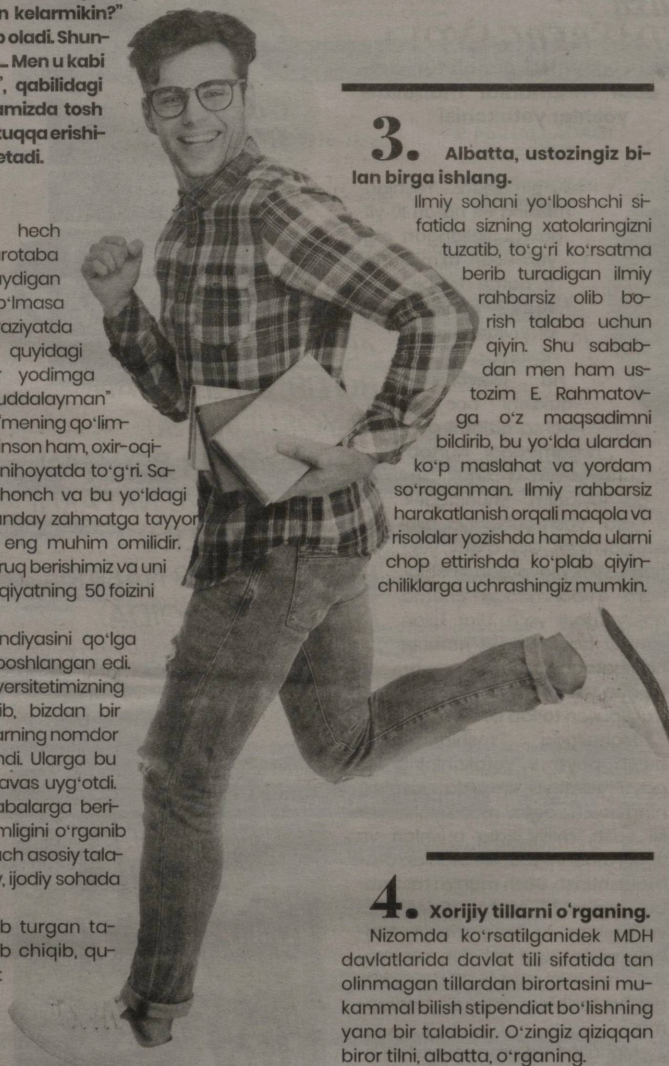 n kelarmikin?”
oladi. Shun-
Men u kabi
”, qabilidagi
amizda tosh
tuqqa erishi-
etadi.
hech
rotaba
ydigan
o‘lmasa
aziyatda
quyidagi
yodimga
uddalayman”
“mening qo‘lim-
inson ham, oxir-oqi-
nihoyatda to‘g‘ri. Sa-
honch va bu yo‘ldagi
anday zahmatga tayyor
eng muhim omilidir.
ruq berishimiz va uni
qiyatning 50 foizini
ndiyasini qo‘lga
boshlangan edi.
versitetimizning
ib, bizdan bir
arning nomdor
ndi. Ularga bu
avas uyg‘otdi.
abalarga beri-
mligini o‘rganib
ach asosiy tala-
y, ijodiy sohada
b turgan ta-
b chiqib, qu-
3. Albatta, ustozingiz bi-
lan birga ishlang.
Ilmiy sohani yo‘lboshchi si-
fatida sizning xatolaringizni
tuzatib, to‘g‘ri ko‘rsatma
berib turadigan ilmiy
rahbarsiz olib bo-
rish talaba uchun
qiyin. Shu sabab-
dan men ham us-
tozim E. Rahmatov-
ga o‘z maqsadimni
bildirib, bu yo‘lda ulardan
ko‘p maslahat va yordam
so‘raganman. Ilmiy rahbarsiz
harakatlanish orqali maqola va
risolalar yozishda hamda ularni
chop ettirishda ko‘plab qiyin-
chiliklarga uchrashingiz mumkin.
4. Xorijiy tillarni o‘rganing.
Nizomda ko‘rsatilganidek MDH
davlatlarida davlat tili sifatida tan
olinmagan tillardan birortasini mu-
kammal bilish stipendiat bo‘lishning
yana bir talabidir. O‘zingiz qiziqqan
biror tilni, albatta, o‘rganing.